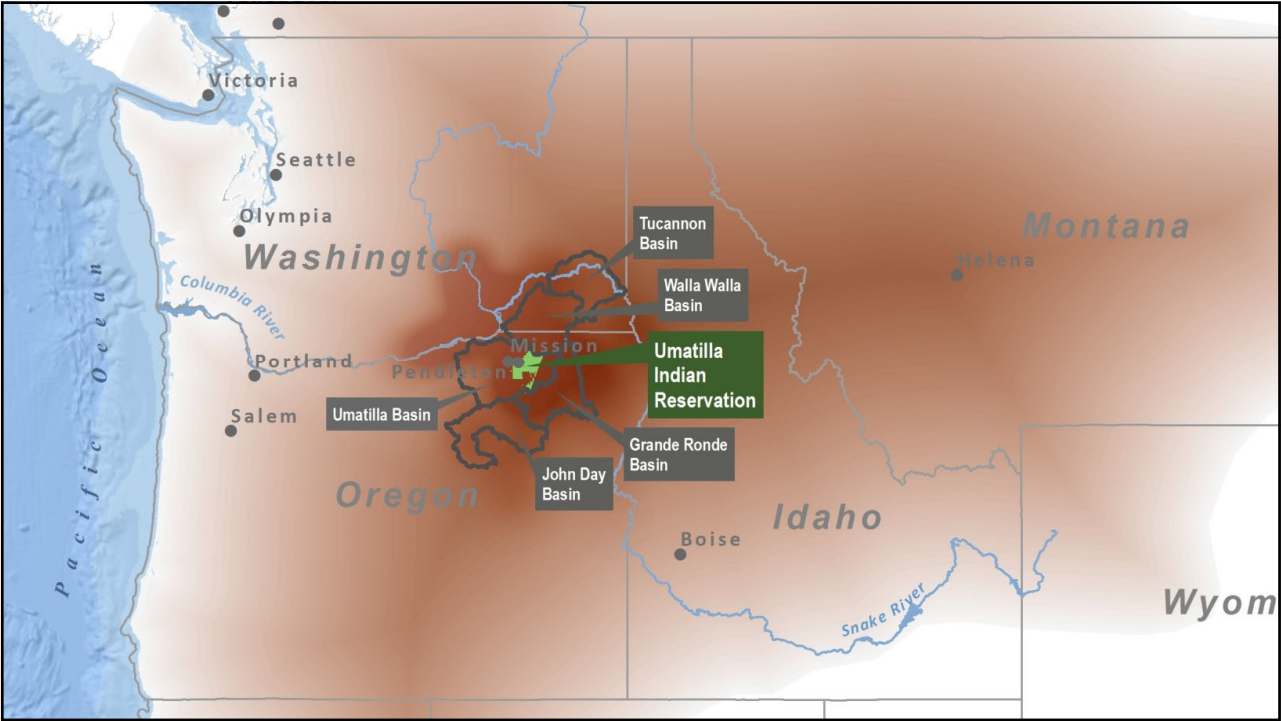 Victoria
Seattle
Olympia
Washington
Montana
Helena
Tucannon
Basin
Walla Walla
Basin
Columbia River
Pacific Ocean
Mission
Portland
Pendleton
Umatilla
Indian
Reservation
Umatilla Basin
Salem
Grande Ronde
Basin
John Day
Basin
Oregon
Idaho
Boise
Snake River
Wyom